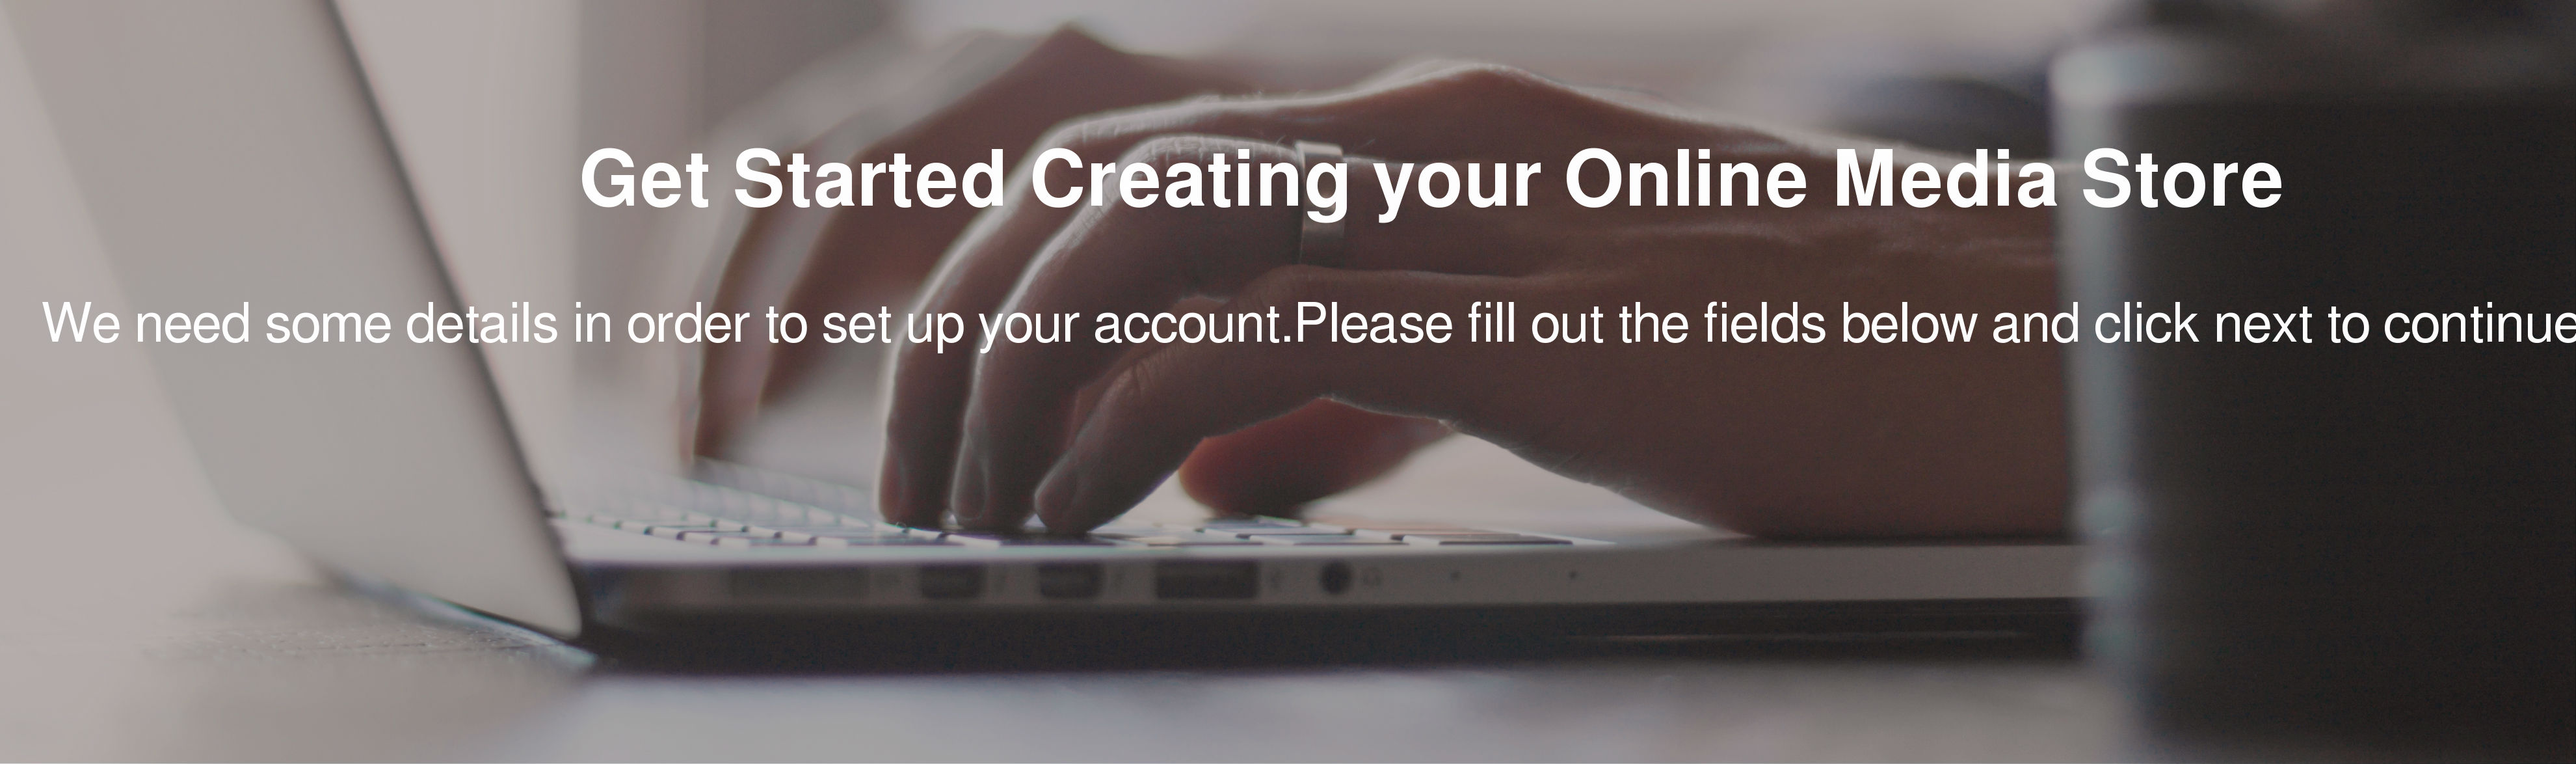 Get Started Creating your Online Media Store
We need some details in order to set up your account.Please fill out the fields below and click next to continue